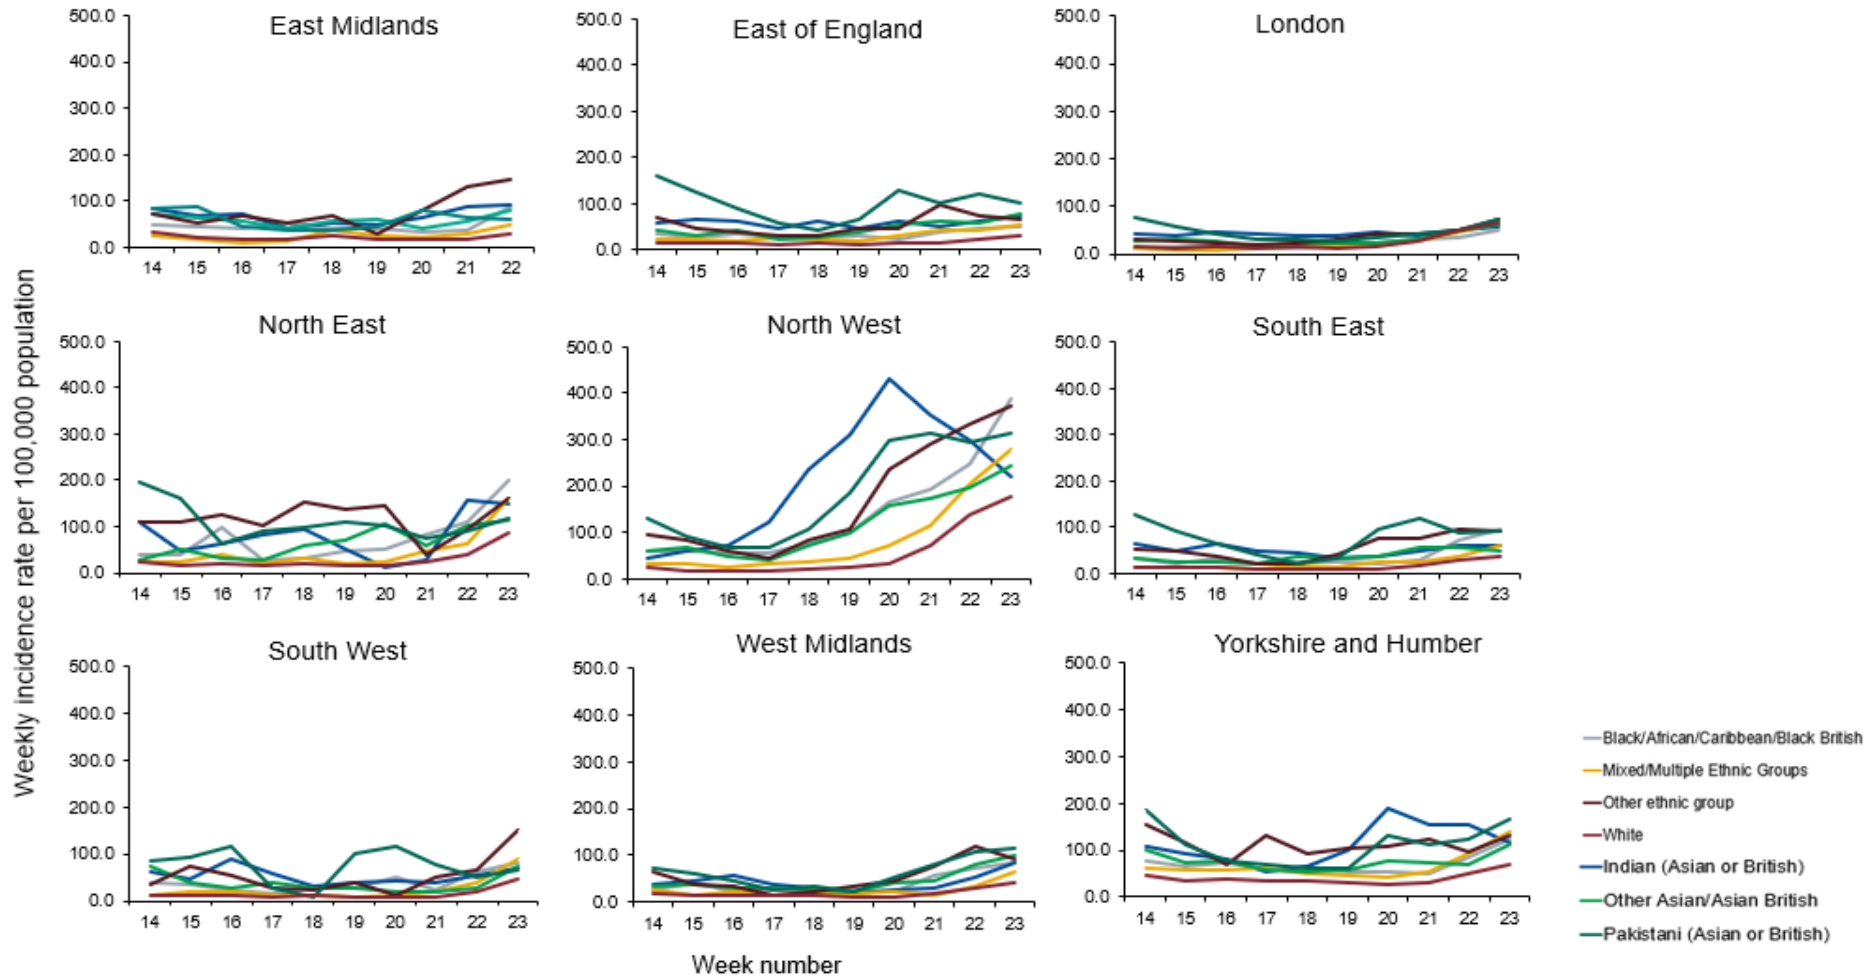 East Midlands
500.0
400.0
300.0
200.0
100.0
0.0
14 15 16 17 18 19 20 21 22
East of England
500.0
400.0
300.0
200.0
100.0
0.0
14 15 16 17 18 19 20 21 22 23
London
500.0
400.0
300.0
200.0
100.0
0.0
14 15 16 17 18 19 20 21 22 23
Weekly incidence rate per 100,000 population
North East
500.0
400.0
300.0
200.0
100.0
0.0
14 15 16 17 18 19 20 21 22 23
North West
500.0
400.0
300.0
200.0
100.0
0.0
14 15 16 17 18 19 20 21 22 23
South East
500.0
400.0
300.0
200.0
100.0
0.0
14 15 16 17 18 19 20 21 22 23
South West
500.0
400.0
300.0
200.0
100.0
0.0
14 15 16 17 18 19 20 21 22 23
West Midlands
500.0
400.0
300.0
200.0
100.0
0.0
14 15 16 17 18 19 20 21 22 23
Yorkshire and Humber
500.0
400.0
300.0
200.0
100.0
0.0
14 15 16 17 18 19 20 21 22 23
Black/African/Caribbean/Black British
Mixed/Multiple Ethnic Groups
Other ethnic group
White
Indian (Asian or British)
Other Asian/Asian British
Pakistani (Asian or British)
Week number